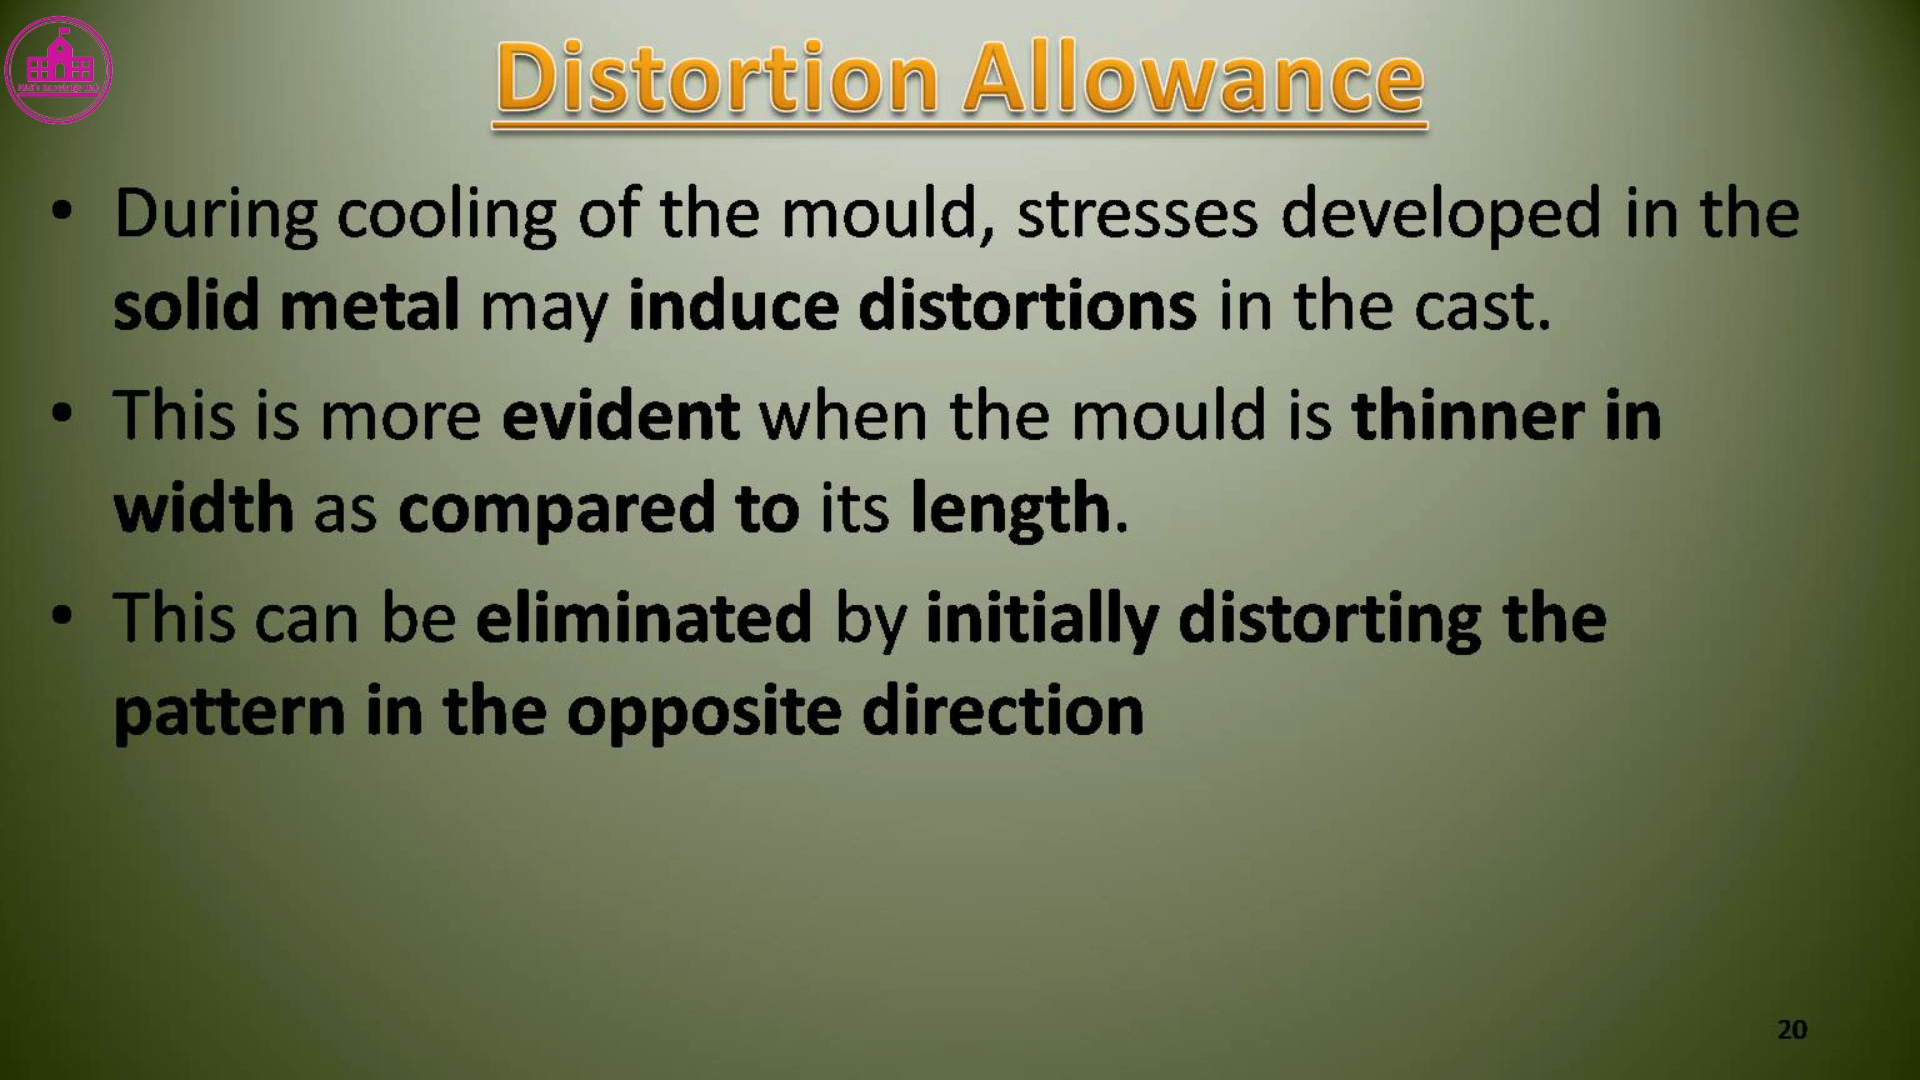 Distortion Allowance
• During cooling of the mould, stresses developed in the
solid metal may induce distortions in the cast.
• This is more evident when the mould is thinner in
width as compared to its length.
• This can be eliminated by initially distorting the
pattern in the opposite direction
20